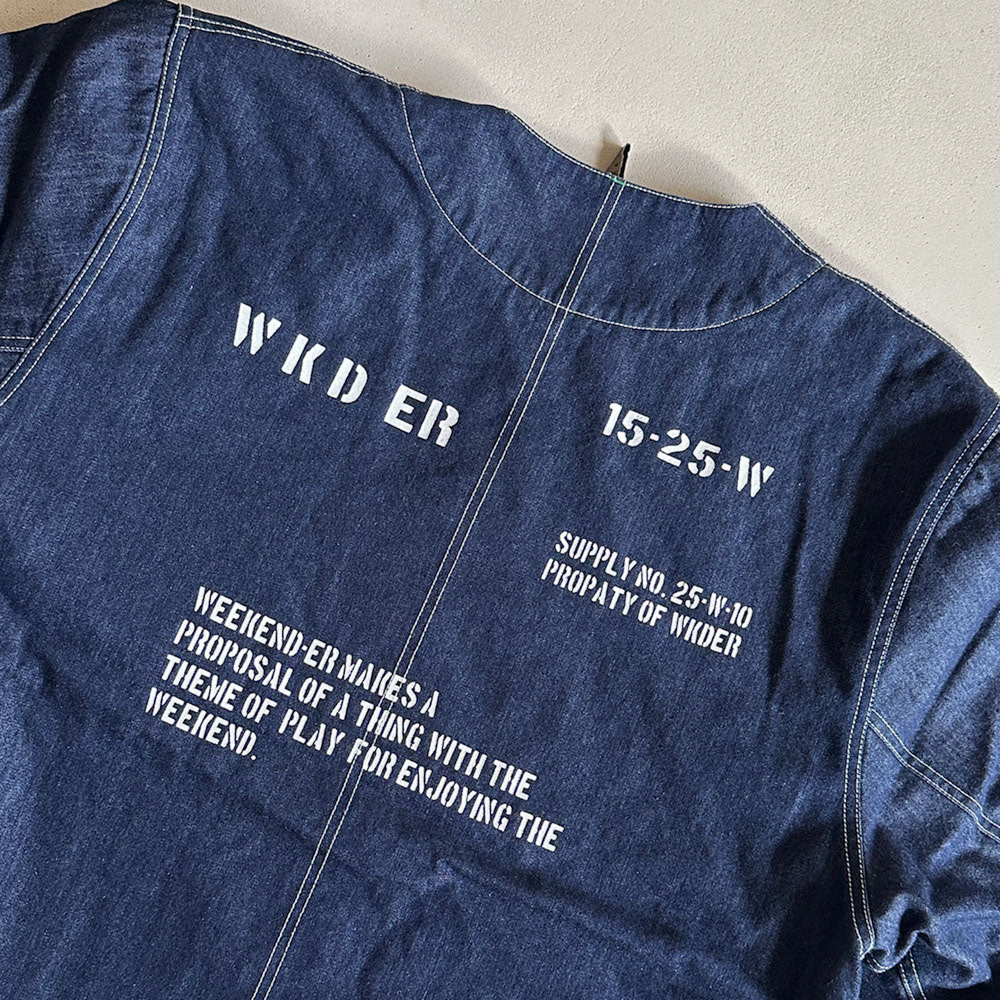 WKD ER
15-25-W
SUPPLY NO. 25-W-10
PROPATY OF WKDER
WEEKEND-ER MAKES A
PROPOSAL OF A THING WITH THE
THEME OF PLAY FOR ENJOYING THE
WEEKEND.